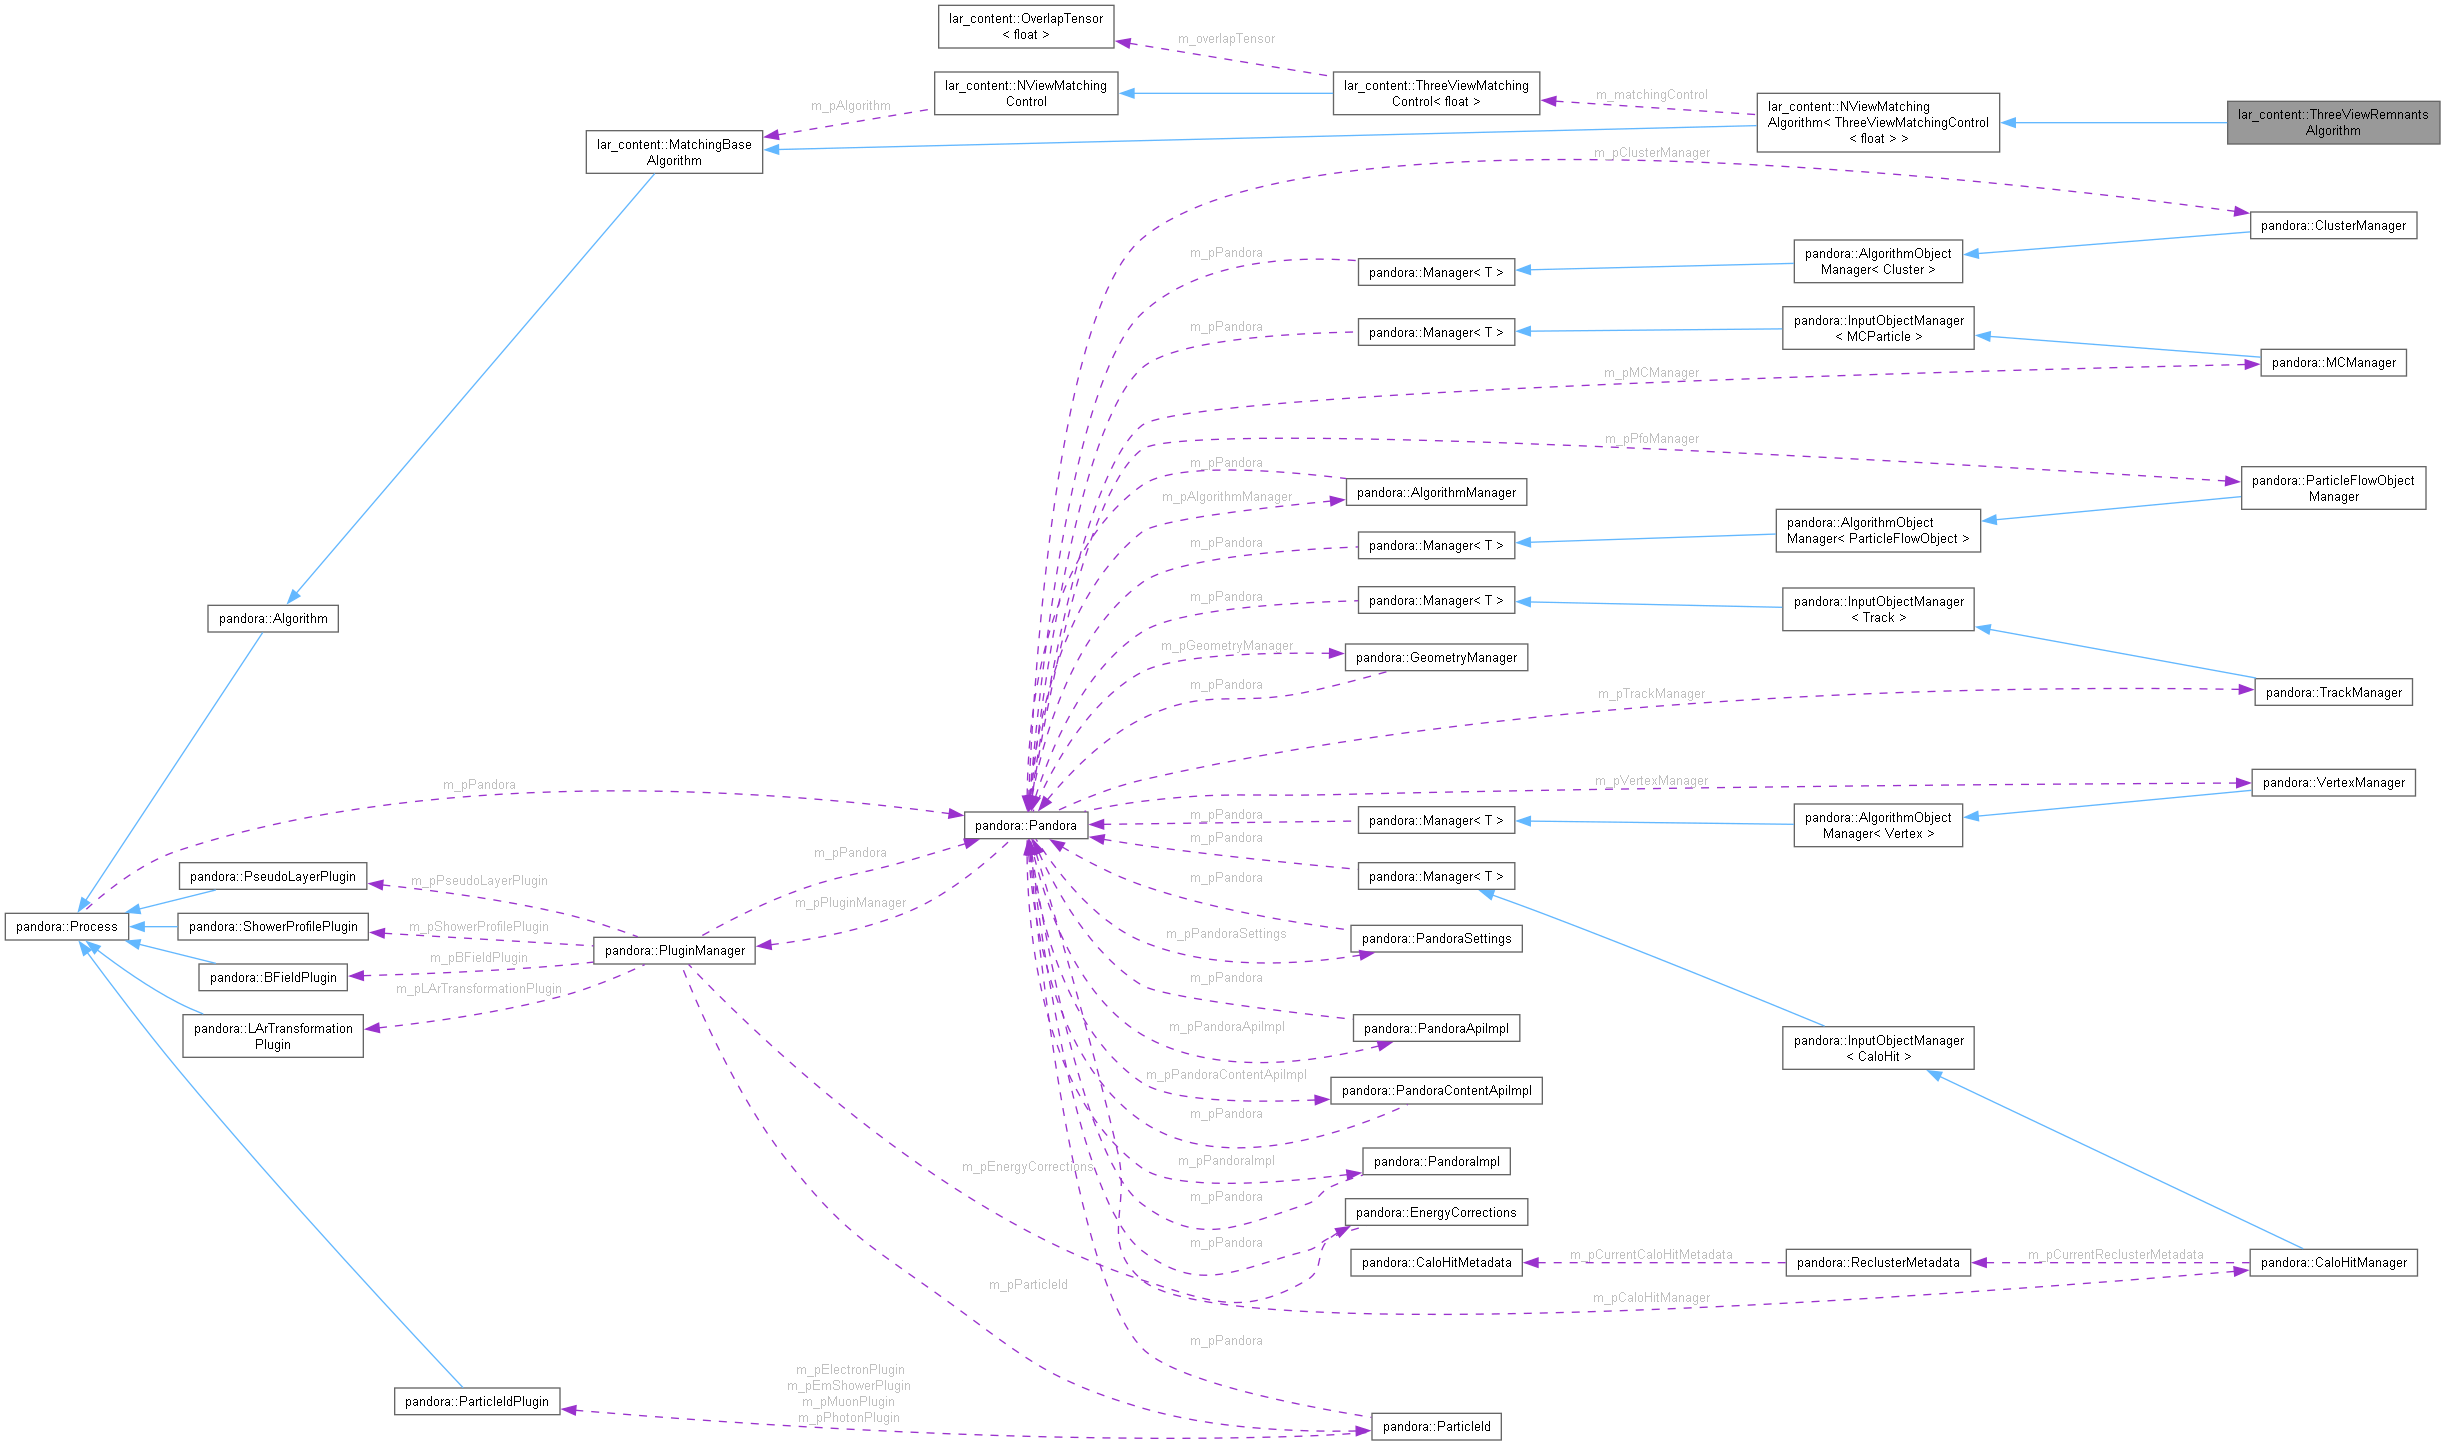 lar_content::OverlapTensor
< float >
m_overlapTensor
lar_content::NViewMatching
Control
lar_content::ThreeViewMatching
Control< float >
m_pAlgorithm
m_matchingControl
lar_content::NViewMatching
Algorithm< ThreeViewMatchingControl
< float > >
lar_content::ThreeViewRemnants
Algorithm
lar_content::MatchingBase
Algorithm
m_pClusterManager
pandora::ClusterManager
m_pPandora
pandora::Manager< T >
pandora::AlgorithmObject
Manager< Cluster >
m_pPandora
pandora::Manager< T >
pandora::InputObjectManager
< MCParticle >
pandora::MCManager
m_pMCManager
m_pPfoManager
m_pPandora
pandora::AlgorithmManager
m_pAlgorithmManager
pandora::ParticleFlowObject
Manager
m_pPandora
pandora::Manager< T >
pandora::AlgorithmObject
Manager< ParticleFlowObject >
m_pPandora
pandora::Manager< T >
pandora::InputObjectManager
< Track >
pandora::Algorithm
m_pGeometryManager
pandora::GeometryManager
m_pPandora
m_pTrackManager
pandora::TrackManager
m_pPandora
m_pVertexManager
pandora::VertexManager
pandora::Pandora
m_pPandora
pandora::Manager< T >
pandora::AlgorithmObject
Manager< Vertex >
m_pPandora
pandora::Manager< T >
m_pPandora
m_pPandora
pandora::PseudoLayerPlugin
m_pPseudoLayerPlugin
m_pPluginManager
pandora::Process
pandora::ShowerProfilePlugin
m_pShowerProfilePlugin
pandora::PluginManager
m_pPandoraSettings
pandora::PandoraSettings
m_pBFieldPlugin
pandora::BFieldPlugin
m_pLArTransformationPlugin
m_pPandora
pandora::LArTransformation
Plugin
m_pPandoraApiImpl
pandora::PandoraApiImpl
pandora::InputObjectManager
< CaloHit >
m_pPandoraContentApiImpl
pandora::PandoraContentApiImpl
m_pPandora
m_pEnergyCorrections
m_pPandoraImpl
pandora::PandoraImpl
m_pPandora
pandora::EnergyCorrections
m_pPandora
pandora::CaloHitMetadata
m_pCurrentCaloHitMetadata
pandora::ReclusterMetadata
m_pCurrentReclusterMetadata
pandora::CaloHitManager
m_pParticleId
m_pCaloHitManager
m_pPandora
m_pElectronPlugin
m_pEmShowerPlugin
m_pMuonPlugin
m_pPhotonPlugin
pandora::ParticleIdPlugin
pandora::ParticleId